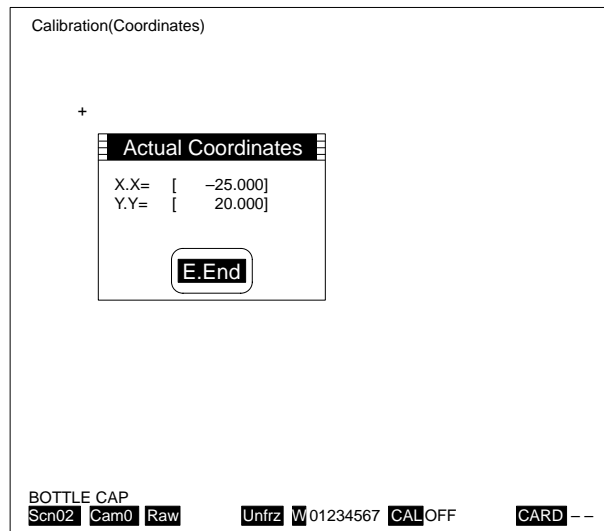 Calibration(Coordinates)
+
Actual Coordinates
X.X= [ –25.000]
Y.Y= [ 20.000]
E.End
BOTTLE CAP
Scn02 Cam0 Raw Unfrz W01234567 CALOFF CARD – –